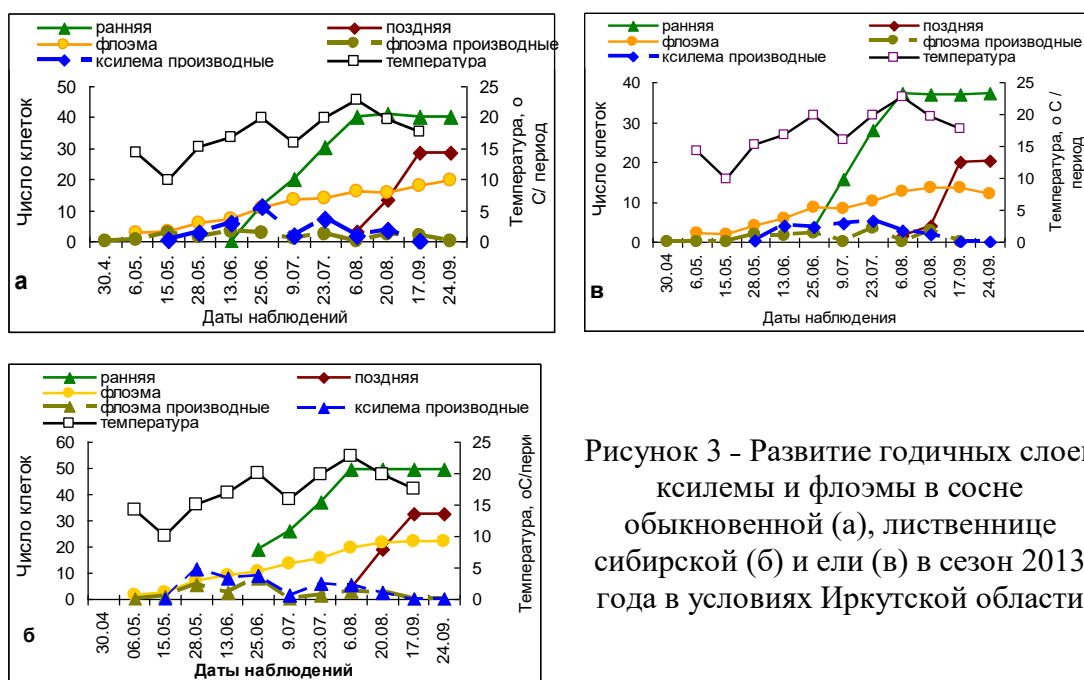 ранняя поздняя
флоэма флоэма производные
ксилема производные температура
50 25
40 20
30 15
20 10
10 5
0 0
Число клеток
Температура, о
С/ период
30.4.
6,05.
15.05.
28.05.
13.06.
25.06.
9.07.
23.07.
6.08.
20.08.
17.09.
24.09.
а
Даты наблюдений
ранняя поздняя
флоэма флоэма производные
ксилема производные температура
40 25
30 20
20 15
10 10
0 5
0
Число клеток
Температура, о С /
период
30.04
6.05.
15.05.
28.05.
13.06.
25.06.
9.07.
23.07.
6.08.
20.08.
17.09.
24.09.
в
Даты наблюдения
ранняя поздняя
флоэма
флоэма производные ксилема производные
температура
60 25
50 20
40 15
30 10
20 5
10 0
0
Число клеток
Температура, оС/пери
30.04
06.05.
15.05.
28.05.
13.06.
25.06.
9.07.
23.07.
6.08.
20.08.
17.09.
24.09.
б
Даты наблюдений
Рисунок 3 - Развитие годичных слоев
ксилемы и флоэмы в сосне
обыкновенной (а), лиственнице
сибирской (б) и ели (в) в сезон 2013
года в условиях Иркутской области